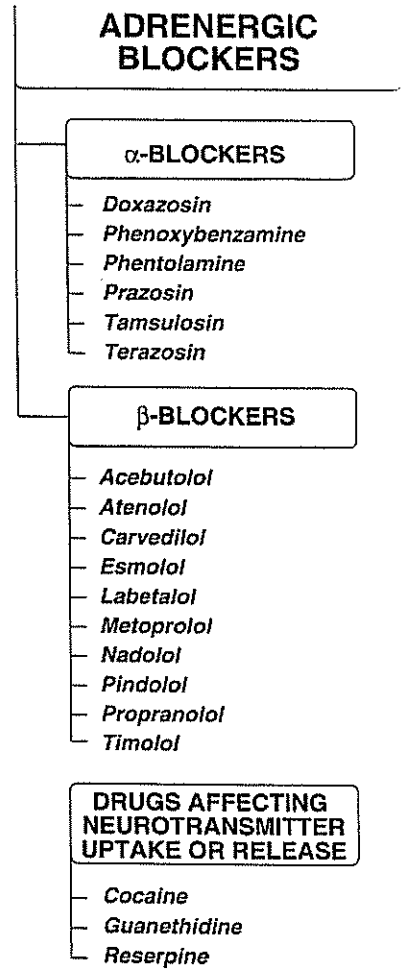 ADRENERGIC
BLOCKERS
α-BLOCKERS
Doxazosin
Phenoxybenzamine
Phentolamine
Prazosin
Tamsulosin
Terazosin
β-BLOCKERS
Acebutolol
Atenolol
Carvedilol
Esmolol
Labetalol
Metoprolol
Nadolol
Pindolol
Propranolol
Timolol
DRUGS AFFECTING
NEUROTRANSMITTER
UPTAKE OR RELEASE
Cocaine
Guanethidine
Reserpine